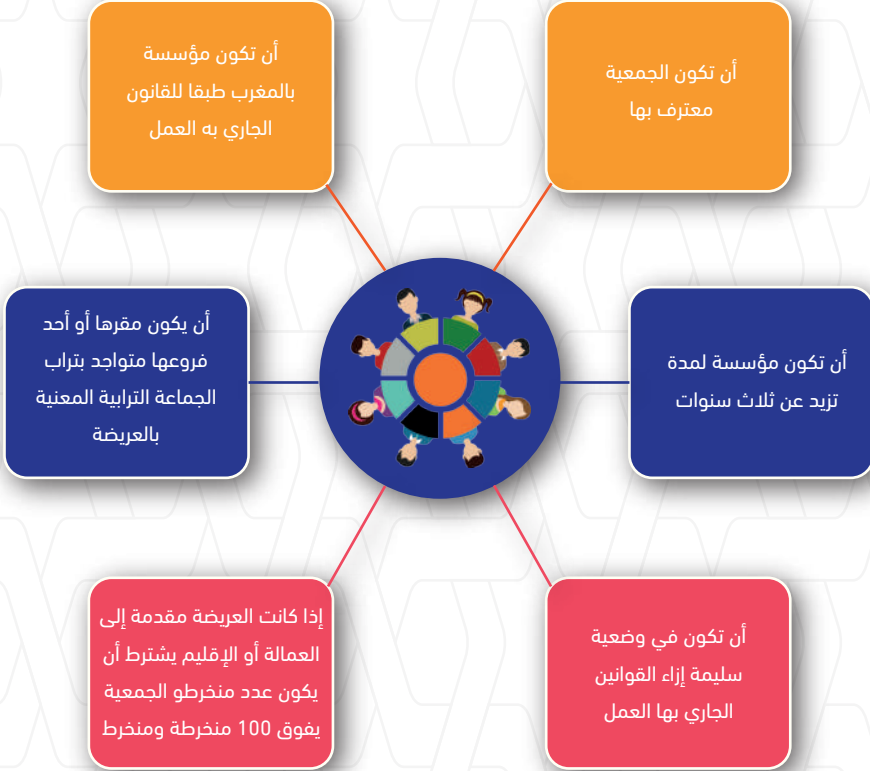 أن تكون الجمعية
معترف بها
أن تكون مؤسسة
بالمغرب طبقا للقانون
الجاري به العمل
أن تكون مؤسسة لمدة
تزيد عن ثلاث سنوات
أن يكون مقرها أو أحد
فروعها متواجد بتراب
الجماعة الترابية المعنية
بالعريضة
أن تكون في وضعية
سليمة إزاء القوانين
الجاري بها العمل
إذا كانت العريضة مقدمة إلى
العمالة أو الإقليم يشترط أن
يكون عدد منخرطو الجمعية
يفوق 100 منخرطة ومنخرط